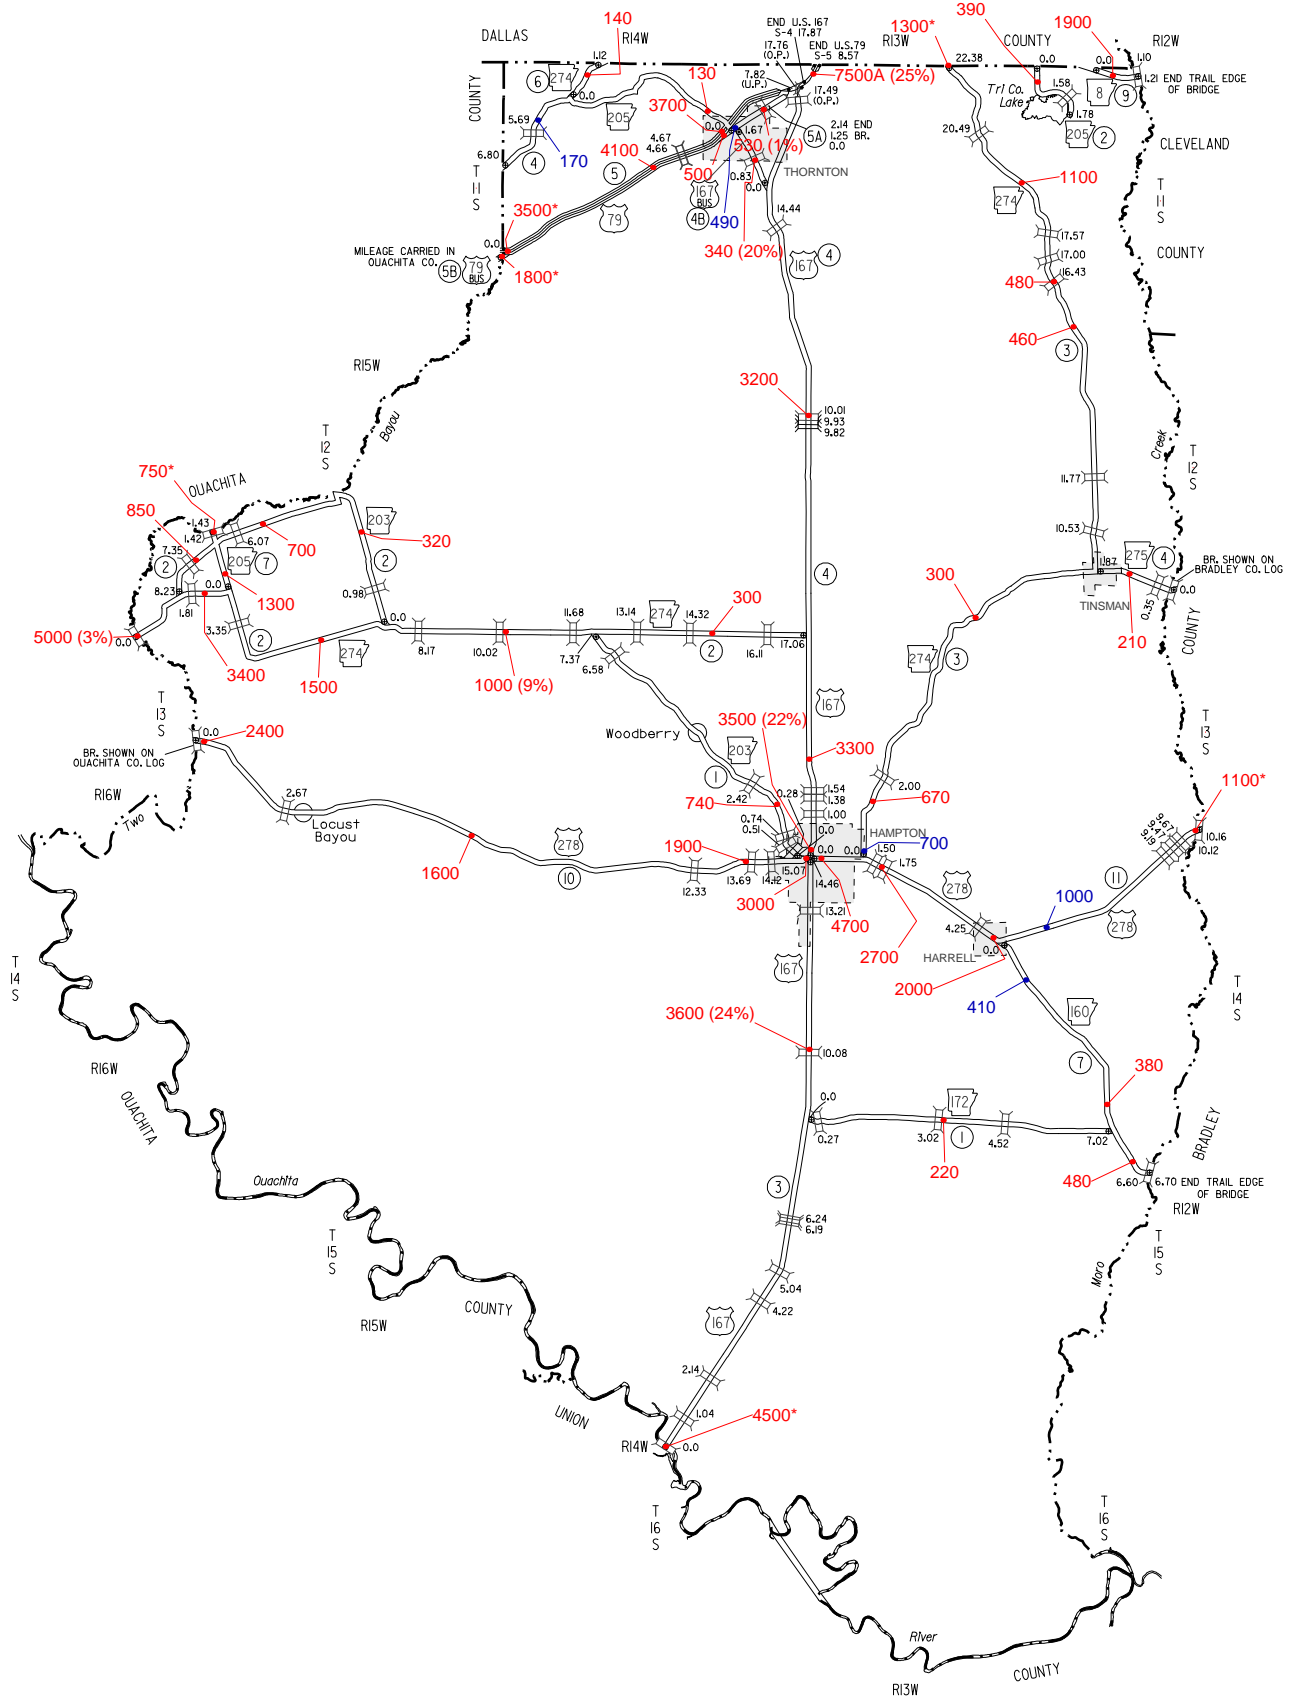 140
390
1900
DALLAS
R14W
END U.S. 167
S-4 17.87
17.76
(O.P.)
END U.S.79
S-5 8.57
1300*
R13W
22.38
COUNTY
R12W
1.12
6
274
0.0
COUNTY
130
7.82
(U.P.)
7500A (25%)
17.49
(O.P.)
0.0
1.58
Tri Co.
Lake
0.0
8
9
1.10
1.21 END TRAIL EDGE
OF BRIDGE
205
5.69
3700
0.0
1.67
5A
2.14 END
1.25 BR.
0.0
1.78
205
2
CLEVELAND
6.80
4
170
4100
4.67
4.66
530 (1%)
500
0.83
0.0
THORNTON
20.49
T
11
S
5
79
167
BUS
4B
490
14.44
1100
274
T
11
S
3500*
0.0
MILEAGE CARRIED IN
OUACHITA CO.
5B
79
BUS
1800*
340 (20%)
167
4
17.57
17.00
16.43
COUNTY
480
460
3
R15W
3200
10.01
9.93
9.82
Bayou
T
12
S
Creek
T
12
S
750*
OUACHITA
850
1.43
1.42
6.07
700
203
320
11.77
10.53
7.35
2
205
7
2
8.23
0.0
1300
0.98
4
1.87
275
4
BR. SHOWN ON
BRADLEY CO. LOG
0.35
0.0
TINSMAN
210
300
COUNTY
1.81
5000 (3%)
0.0
3.35
2
0.0
11.68
13.14
274
14.32
300
3400
1500
274
8.17
10.02
7.37
6.58
2
16.11
17.06
1000 (9%)
274
3
T
13
S
0.0
2400
BR. SHOWN ON
OUACHITA CO. LOG
3500 (22%)
167
T
13
S
Woodberry
203
1
3300
R16W
Two
2.67
Locust
Bayou
2.42
0.28
1.54
1.38
1.00
2.00
670
1100*
740
0.74
0.51
0.0
HAMPTON
700
9.67
9.47
9.19
10.16
10.12
1600
278
10
1900
0.0
0.0
1.50
1.75
12.33
13.69
14.12
15.07
14.46
3000
13.21
4700
2700
278
11
1000
278
4.25
HARRELL
0.0
T
14
S
167
2000
410
T
14
S
3600 (24%)
10.08
160
7
380
R16W
OUACHITA
0.0
172
0.27
3.02
1
4.52
7.02
220
480
BRADLEY
6.60
6.70 END TRAIL EDGE
OF BRIDGE
R12W
Ouachita
3
T
15
S
6.24
6.19
T
15
S
5.04
4.22
Moro
COUNTY
R15W
167
2.14
1.04
4500*
UNION
R14W
0.0
T
16
S
T
16
S
River
COUNTY
R13W